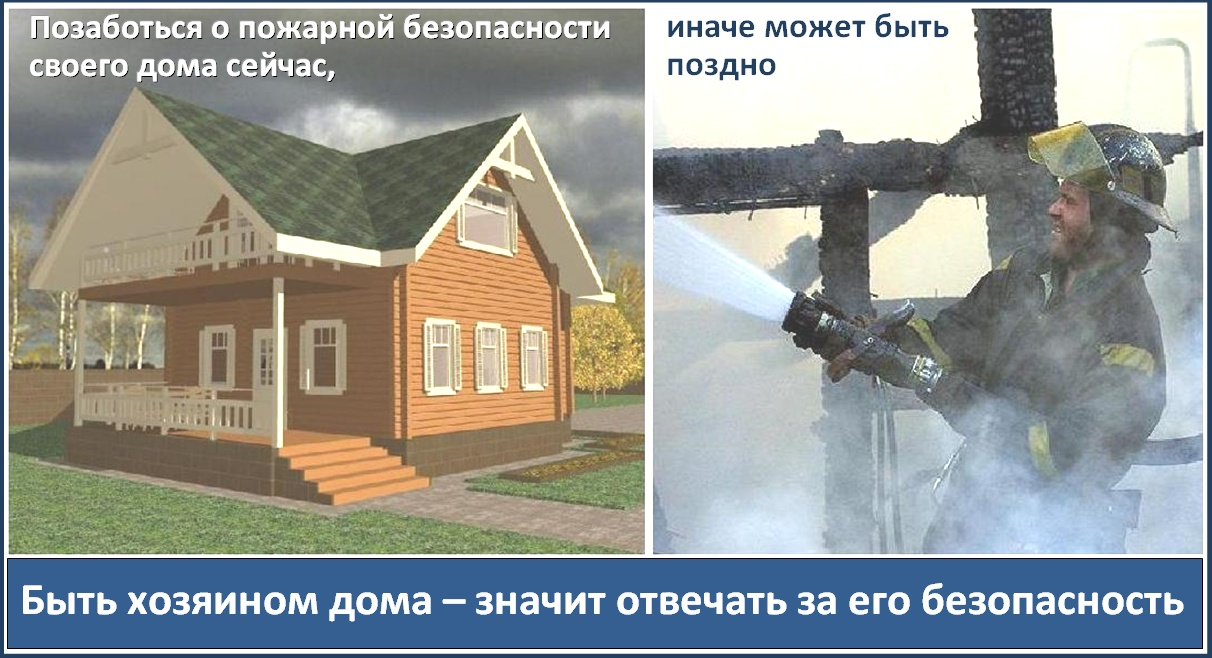 Позаботься о пожарной безопасности
своего дома сейчас,
иначе может быть
поздно
Быть хозяином дома – значит отвечать за его безопасность